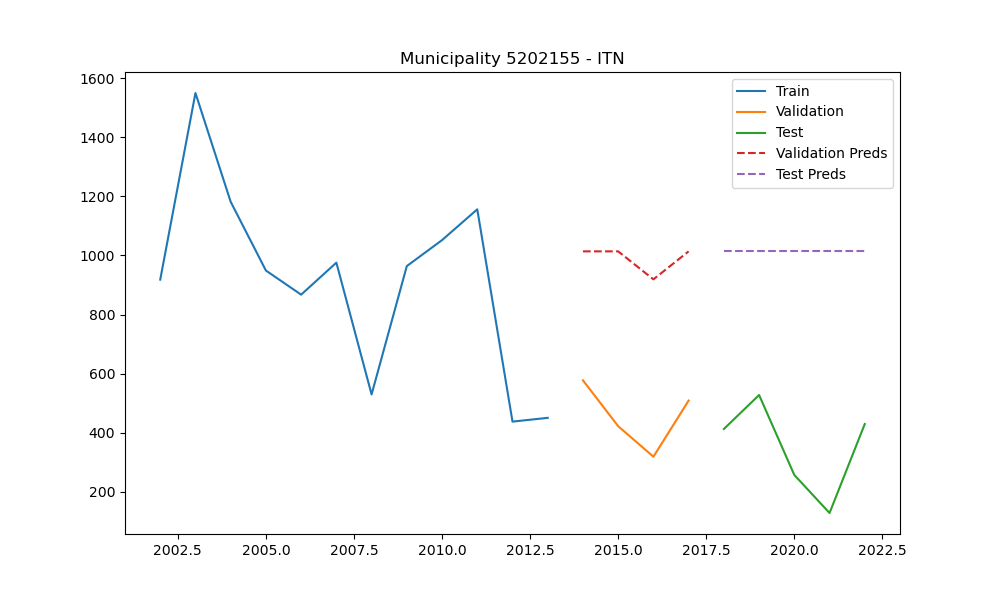 Municipality 5202155 - ITN
1600
1400
1200
1000
800
600
400
200
2002.5 2005.0 2007.5 2010.0 2012.5 2015.0 2017.5 2020.0 2022.5
Train
Validation
Test
Validation Preds
Test Preds